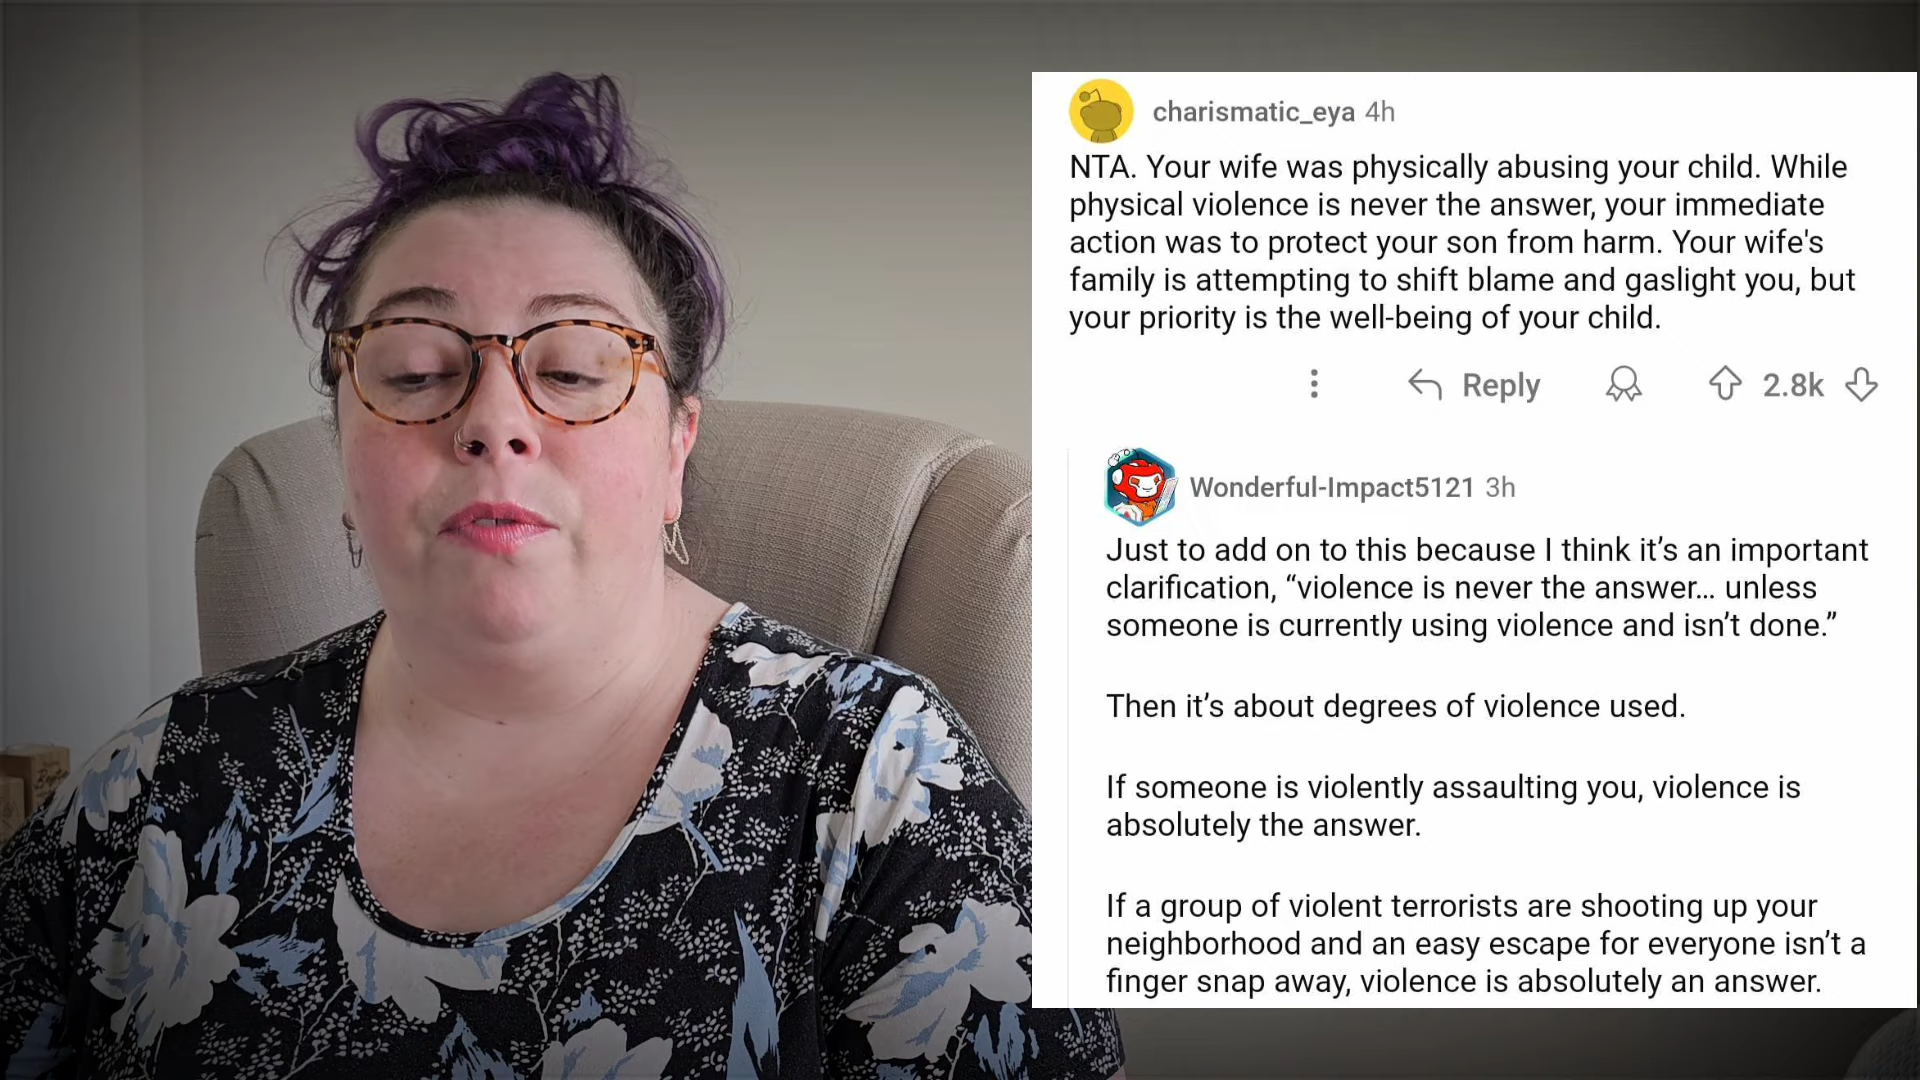 charismatic_eya 4h
NTA. Your wife was physically abusing your child. While
physical violence is never the answer, your immediate
action was to protect your son from harm. Your wife's
family is attempting to shift blame and gaslight you, but
your priority is the well-being of your child.
Reply 2.8k
Wonderful-Impact5121 3h
Just to add on to this because I think it’s an important
clarification, “violence is never the answer... unless
someone is currently using violence and isn’t done.”
Then it’s about degrees of violence used.
If someone is violently assaulting you, violence is
absolutely the answer.
If a group of violent terrorists are shooting up your
neighborhood and an easy escape for everyone isn’t a
finger snap away, violence is absolutely an answer.